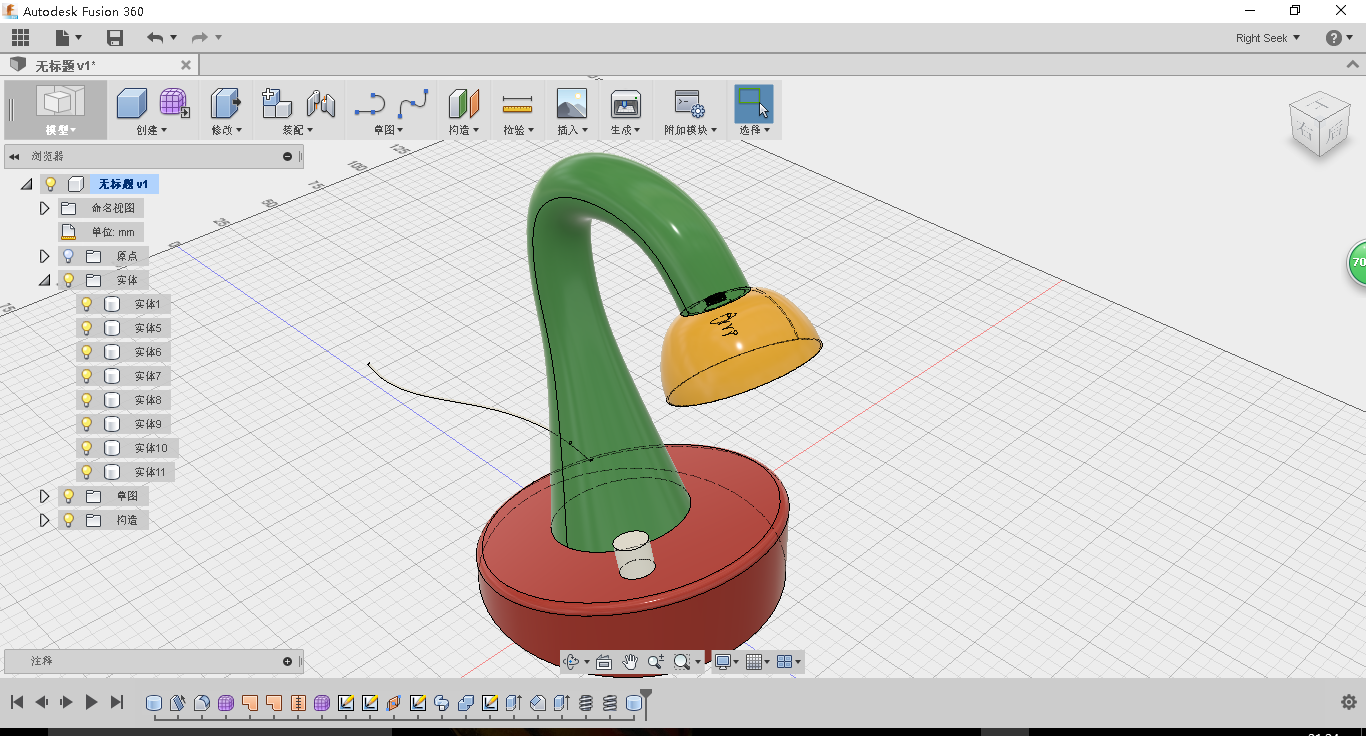 Autodesk Fusion 360
Right Seek
无标题 v1*
模型
创建
修改
装配
草图
构造
检验
插入
生成
附加模块
选择
浏览器
无标题 v1
命名视图
单位: mm
原点
实体
实体1
实体5
实体6
实体7
实体8
实体9
实体10
实体11
草图
构造
125
100
75
50
25
0
右
后
70
注释